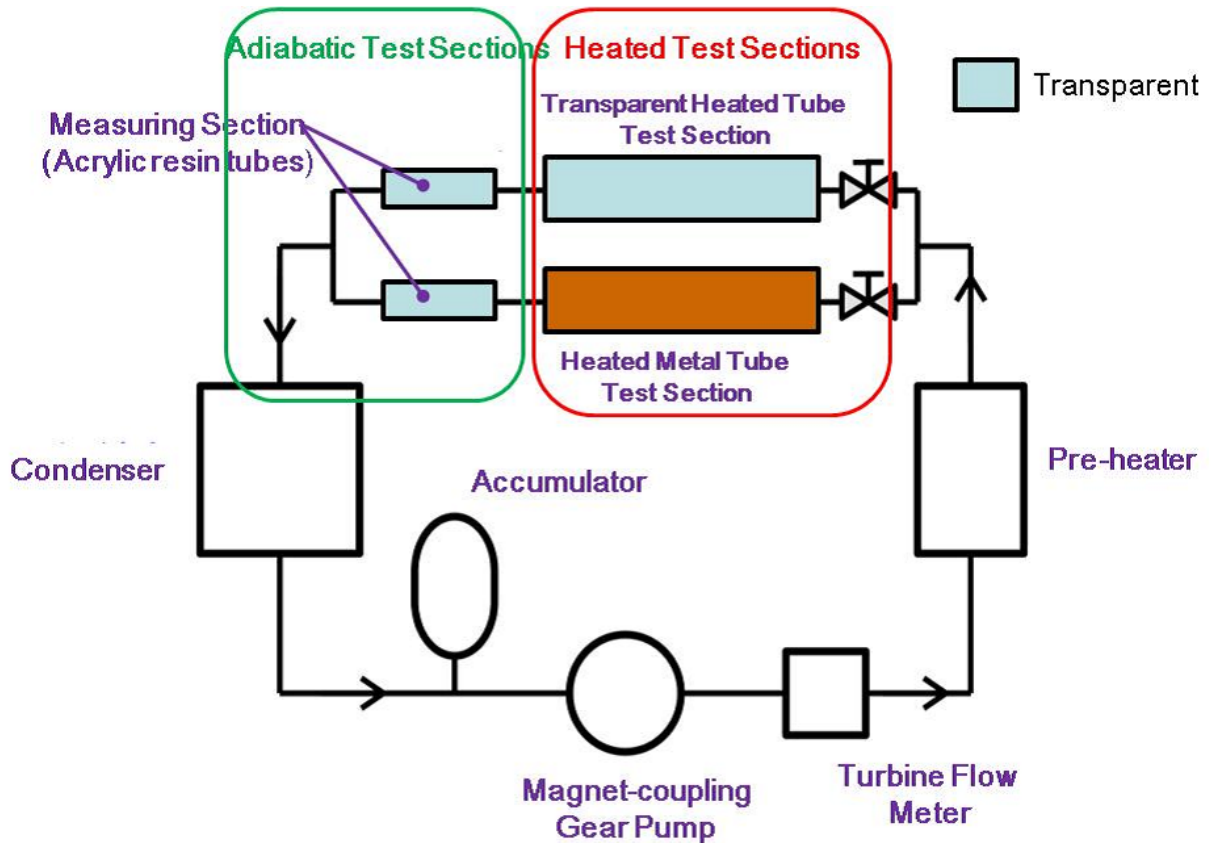 Adiabatic Test Sections
Heated Test Sections
Transparent
Measuring Section
(Acrylic resin tubes)
Transparent Heated Tube
Test Section
Heated Metal Tube
Test Section
Condenser
Accumulator
Pre-heater
Magnet-coupling
Gear Pump
Turbine Flow
Meter